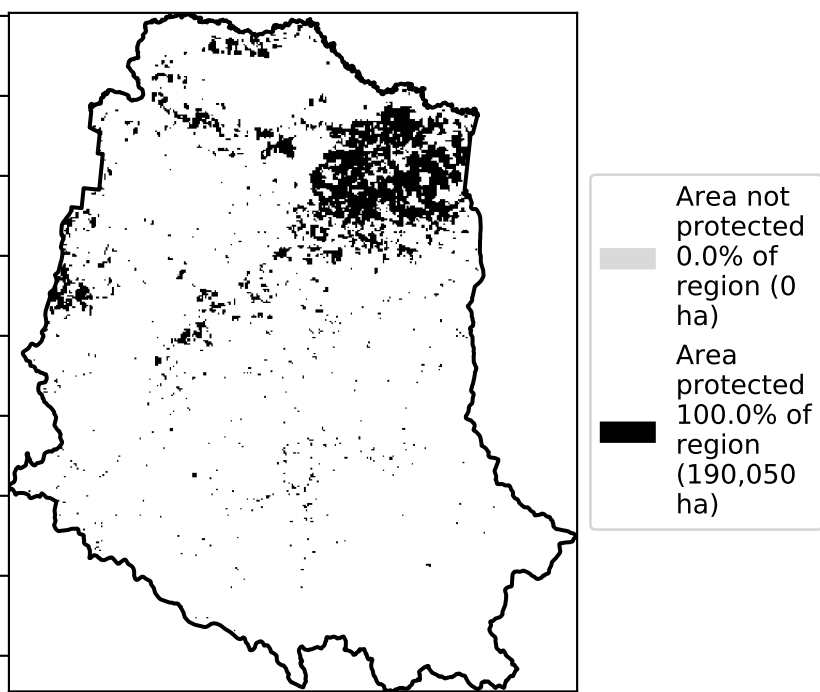 Area not
protected
0.0% of
region (0
ha)
Area
protected
100.0% of
region
(190,050
ha)